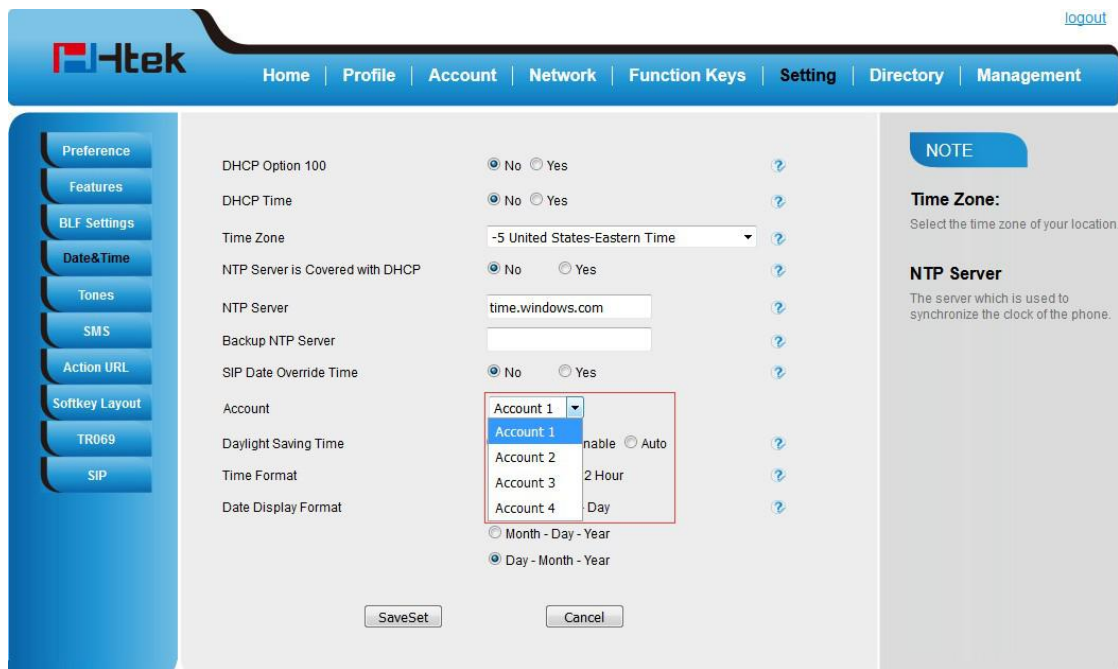 logout
Htek
Home | Profile | Account | Network | Function Keys | Setting | Directory | Management
Preference
Features
BLF Settings
Date&Time
Tones
SMS
Action URL
Softkey Layout
TR069
SIP
DHCP Option 100 No Yes ?
DHCP Time No Yes ?
Time Zone -5 United States-Eastern Time ?
NTP Server is Covered with DHCP No Yes ?
NTP Server time.windows.com ?
Backup NTP Server ?
SIP Date Override Time No Yes ?
Account Account 1
Account 1
Account 2
Account 3
Account 4
Daylight Saving Time nable Auto ?
Time Format 2 Hour ?
Date Display Format - Day ?
Month - Day - Year
Day - Month - Year
SaveSet Cancel
NOTE
Time Zone:
Select the time zone of your location
NTP Server
The server which is used to
synchronize the clock of the phone.